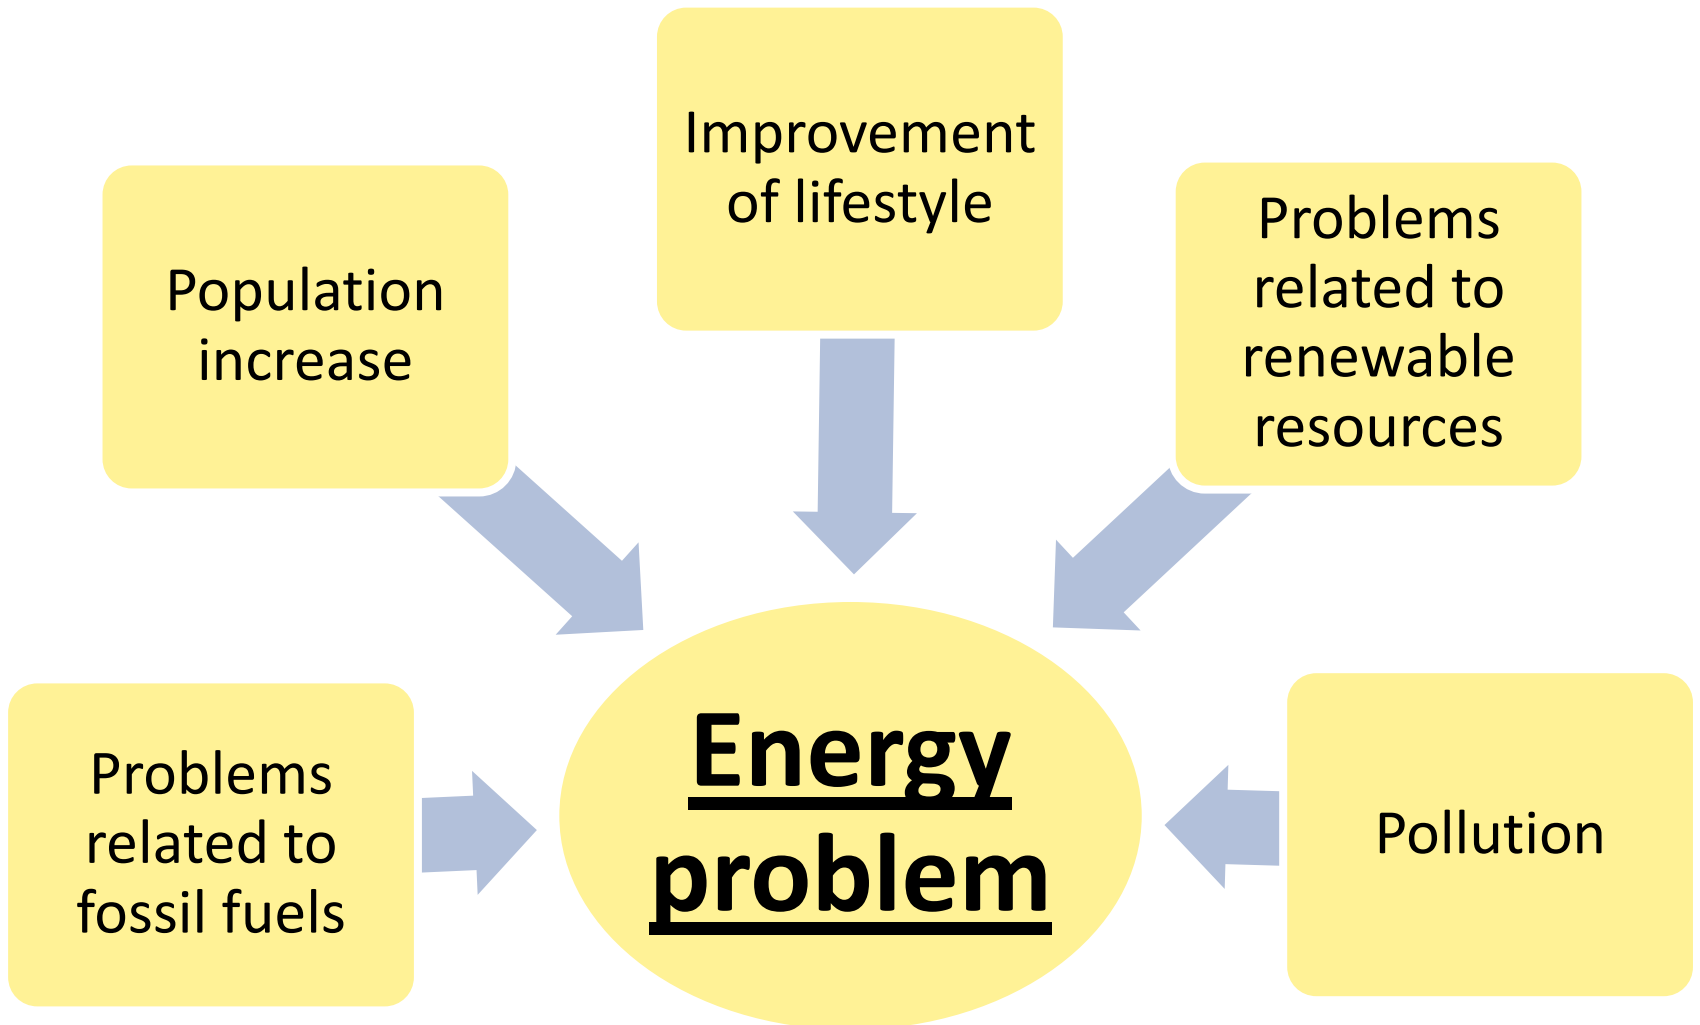 Improvement
of lifestyle
Population
increase
Problems
related to
renewable
resources
Problems
related to
fossil fuels
Energy
problem
Pollution